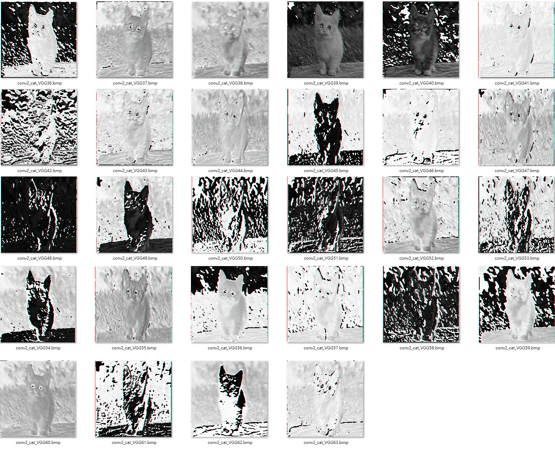 conv2_cat_VGG36.bmp
conv2_cat_VGG37.bmp
conv2_cat_VGG38.bmp
conv2_cat_VGG39.bmp
conv2_cat_VGG40.bmp
conv2_cat_VGG41.bmp
conv2_cat_VGG42.bmp
conv2_cat_VGG43.bmp
conv2_cat_VGG44.bmp
conv2_cat_VGG45.bmp
conv2_cat_VGG46.bmp
conv2_cat_VGG47.bmp
conv2_cat_VGG48.bmp
conv2_cat_VGG49.bmp
conv2_cat_VGG50.bmp
conv2_cat_VGG51.bmp
conv2_cat_VGG52.bmp
conv2_cat_VGG53.bmp
conv2_cat_VGG54.bmp
conv2_cat_VGG55.bmp
conv2_cat_VGG56.bmp
conv2_cat_VGG57.bmp
conv2_cat_VGG58.bmp
conv2_cat_VGG59.bmp
conv2_cat_VGG60.bmp
conv2_cat_VGG61.bmp
conv2_cat_VGG62.bmp
conv2_cat_VGG63.bmp